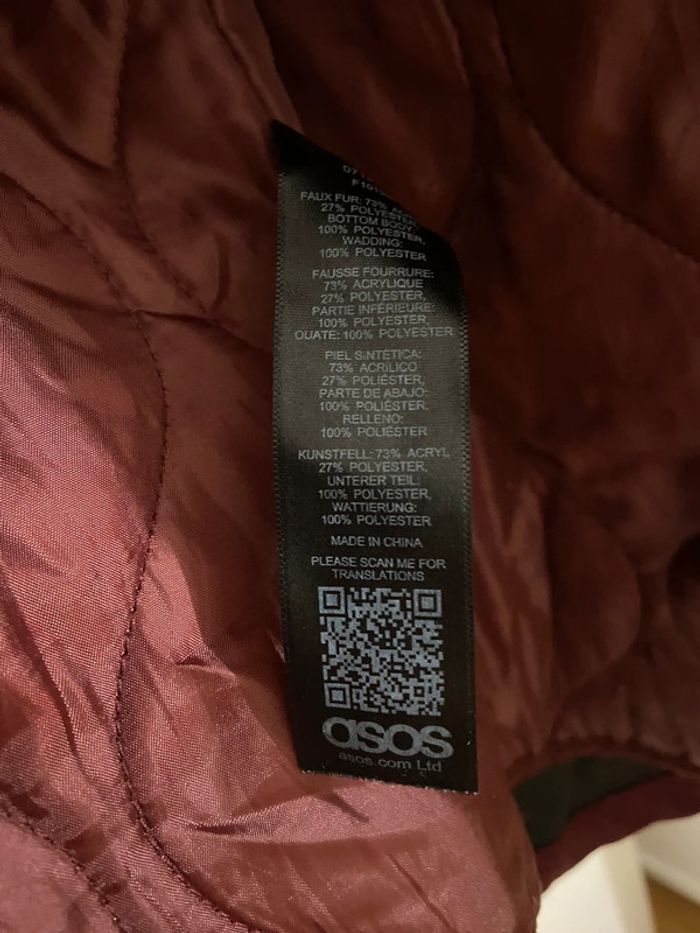 FAUX FUR: 73%
27% POLYESTER
BOTTOM BODY:
100% POLYESTER,
WADDING:
100% POLYESTER
FAUSSE FOURRURE:
73% ACRYLIQUE
27% POLYESTER,
PARTIE INFÉRIEURE:
100% POLYESTER,
OUATE: 100% POLYESTER
PIEL SINTÉTICA:
73% ACRÍLICO
27% POLIÉSTER,
PARTE DE ABAJO:
100% POLIÉSTER,
RELLENO:
100% POLIÉSTER
KUNSTFELL: 73% ACRYL
27% POLYESTER,
UNTERER TEIL:
100% POLYESTER,
WATTIERUNG:
100% POLYESTER
MADE IN CHINA
PLEASE SCAN ME FOR
TRANSLATIONS
asos
asos.com Ltd